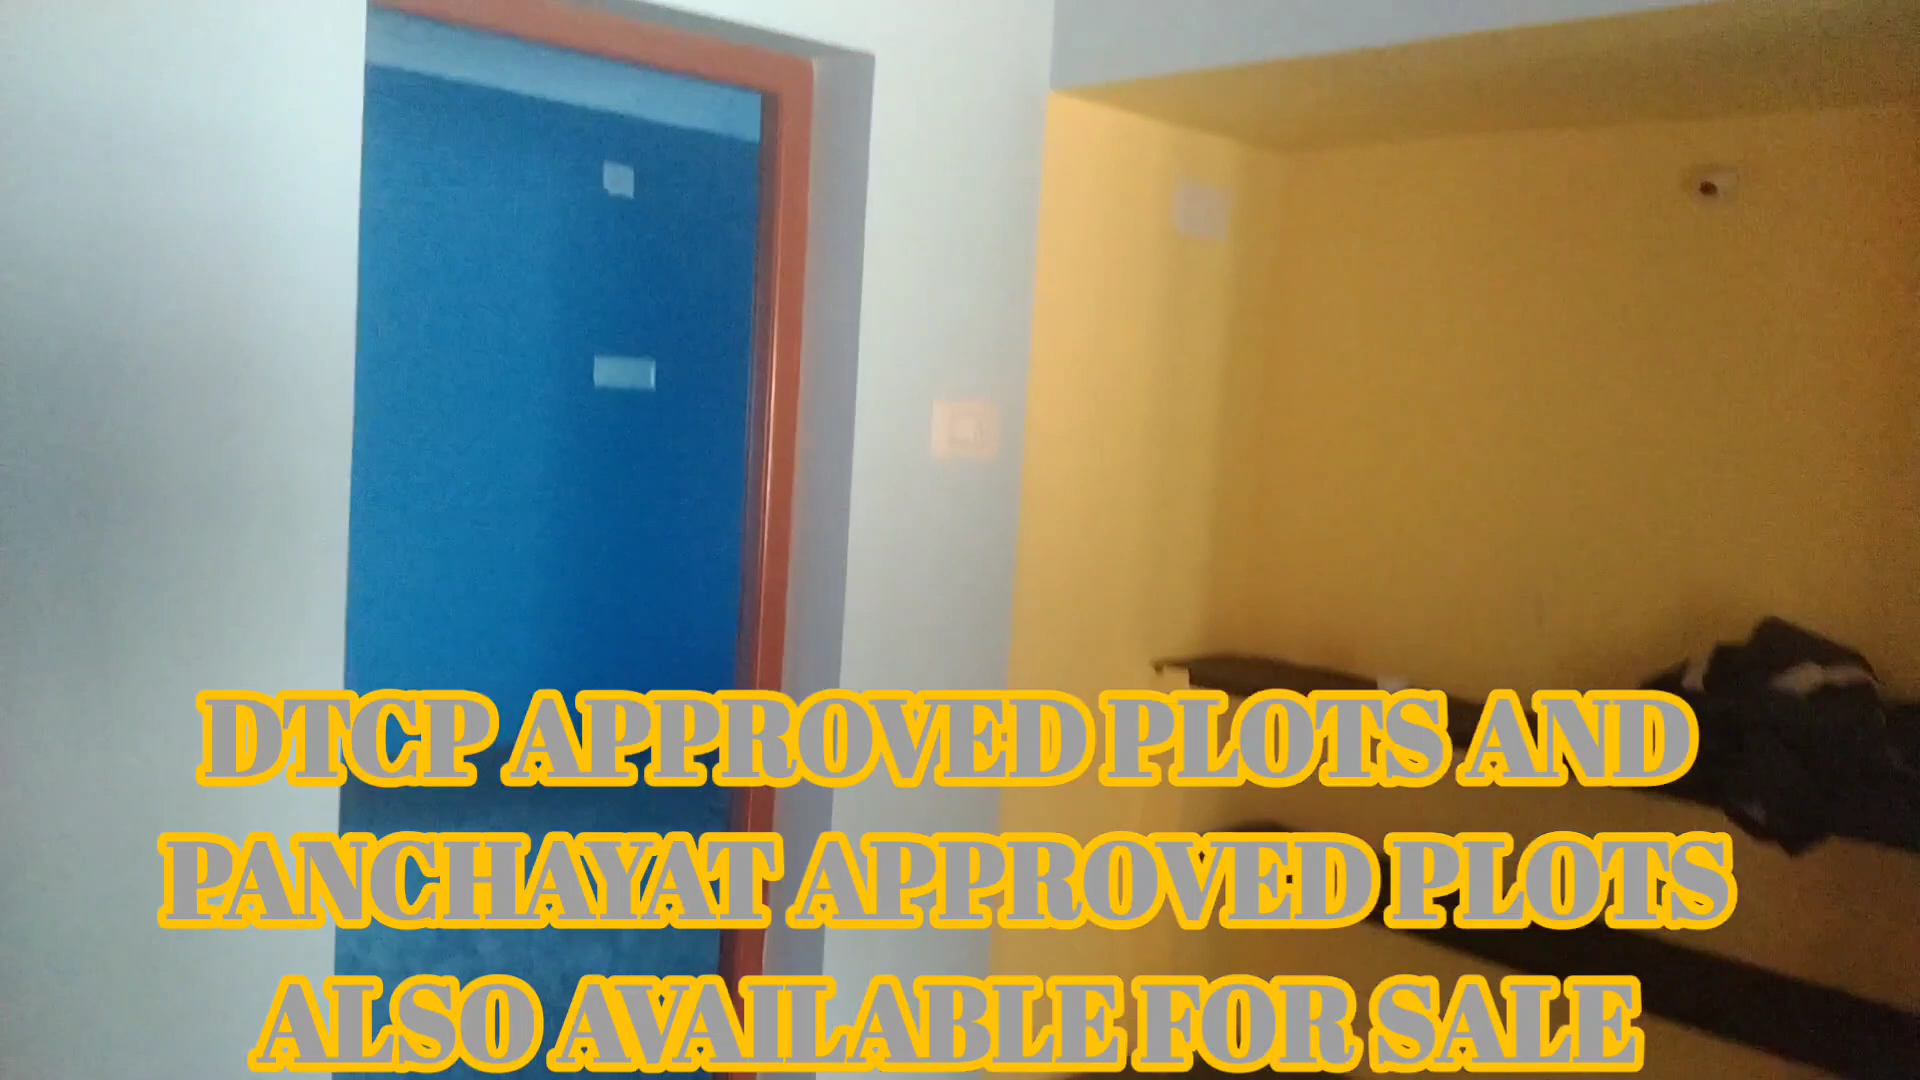 DTCP APPROVED PLOTS AND
PANCHAYAT APPROVED PLOTS
ALSO AVAILABLE FOR SALE